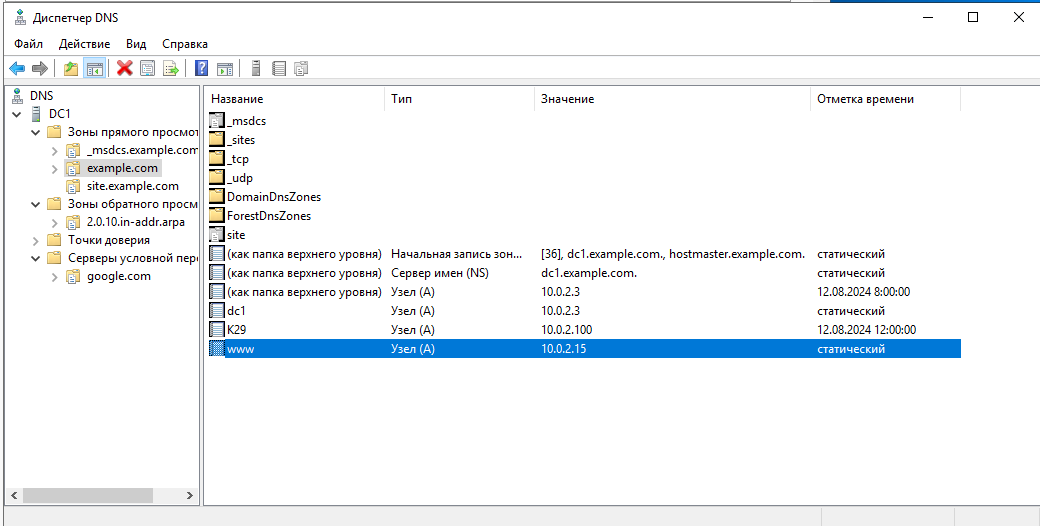 Диспетчер DNS
Файл Действие Вид Справка
DNS
DC1
Зоны прямого просмот
_msdcs.example.com
example.com
site.example.com
Зоны обратного просм
2.0.10.in-addr.arpa
Точки доверия
Серверы условной пере
google.com
Название Тип Значение Отметка времени
_msdcs
_sites
_tcp
_udp
DomainDnsZones
ForestDnsZones
site
(как папка верхнего уровня) Начальная запись зон... [36], dc1.example.com., hostmaster.example.com. статический
(как папка верхнего уровня) Сервер имен (NS) dc1.example.com. статический
(как папка верхнего уровня) Узел (A) 10.0.2.3 12.08.2024 8:00:00
dc1 Узел (A) 10.0.2.3 статический
K29 Узел (A) 10.0.2.100 12.08.2024 12:00:00
www Узел (A) 10.0.2.15 статический